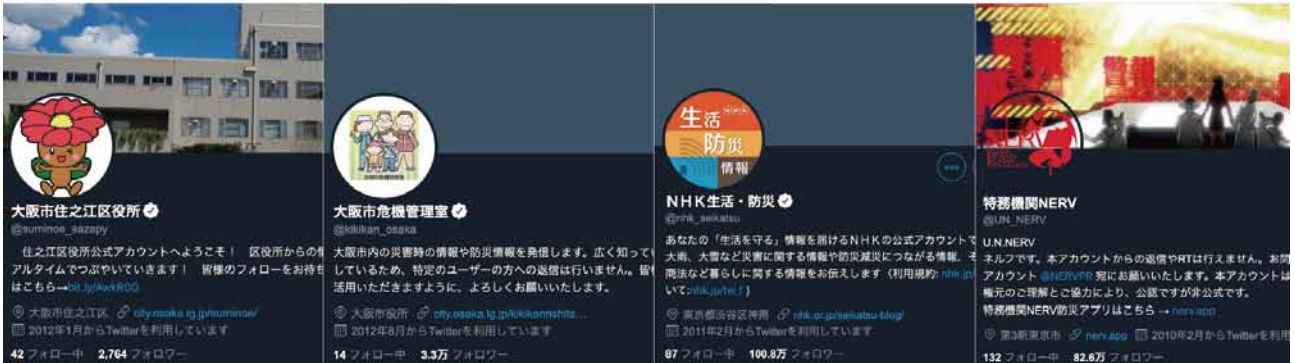 大阪市住之江区役所
@suminoe_sazapy
住之江区役所公式アカウントへようこそ！ 区役所からの情
アルタイムでつぶやいていきます！ 皆様のフォローをお待ち
はこちら→bit.ly/AwkR0G
大阪市住之江区 city.osaka.lg.jp/suminoe/
2012年1月からTwitterを利用しています
42 フォロー中 2,764 フォロワー
大阪市危機管理室
@kikikan_osaka
大阪市内の災害時の情報や防災情報を発信します。広く知ってい
しているため、特定のユーザーの方への返信は行いません。皆様
活用いただきますように、よろしくお願いいたします。
大阪市役所 city.osaka.lg.jp/kikikanrishits...
2012年8月からTwitterを利用しています
14 フォロー中 3.3万 フォロワー
生活
防災
情報
NHK生活・防災
@nhk_seikatsu
あなたの「生活を守る」情報を届けるNHKの公式アカウントで
大雨、大雪など災害に関する情報や防災減災につながる情報、そ
商法など暮らしに関する情報をお伝えします（利用規約: nhk.jp/
いて:nhk.jp/tw_f ）
東京都渋谷区神南 nhk.or.jp/seikatsu-blog/
2011年2月からTwitterを利用しています
87 フォロー中 100.8万 フォロワー
NERV
特務機関NERV
@UN_NERV
U.N.NERV
ネルフです。本アカウントからの返信やRTは行えません。お問
アカウント @NERVPR 宛にお願いいたします。本アカウントは
権元のご理解とご協力により、公認ですが非公式です。
特務機関NERV防災アプリはこちら → nerv.app
第3新東京市 nerv.app 2010年2月からTwitterを利用
132 フォロー中 82.6万 フォロワー